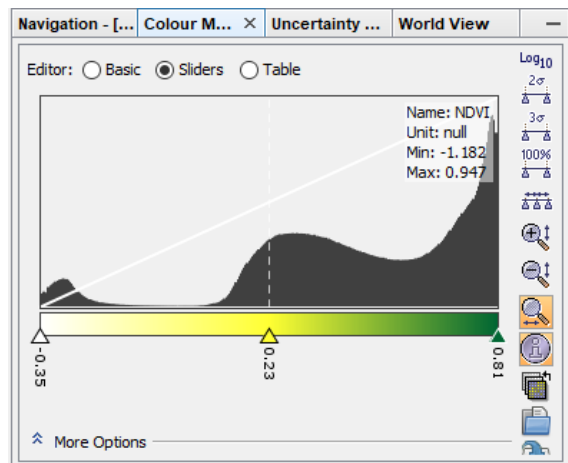 Navigation - [... Colour M... × Uncertainty ... World View
Editor: Basic Sliders Table
Log10
2σ
3σ
100%
Name: NDVI
Unit: null
Min: -1.182
Max: 0.947
-0.35 0.23 0.81
More Options